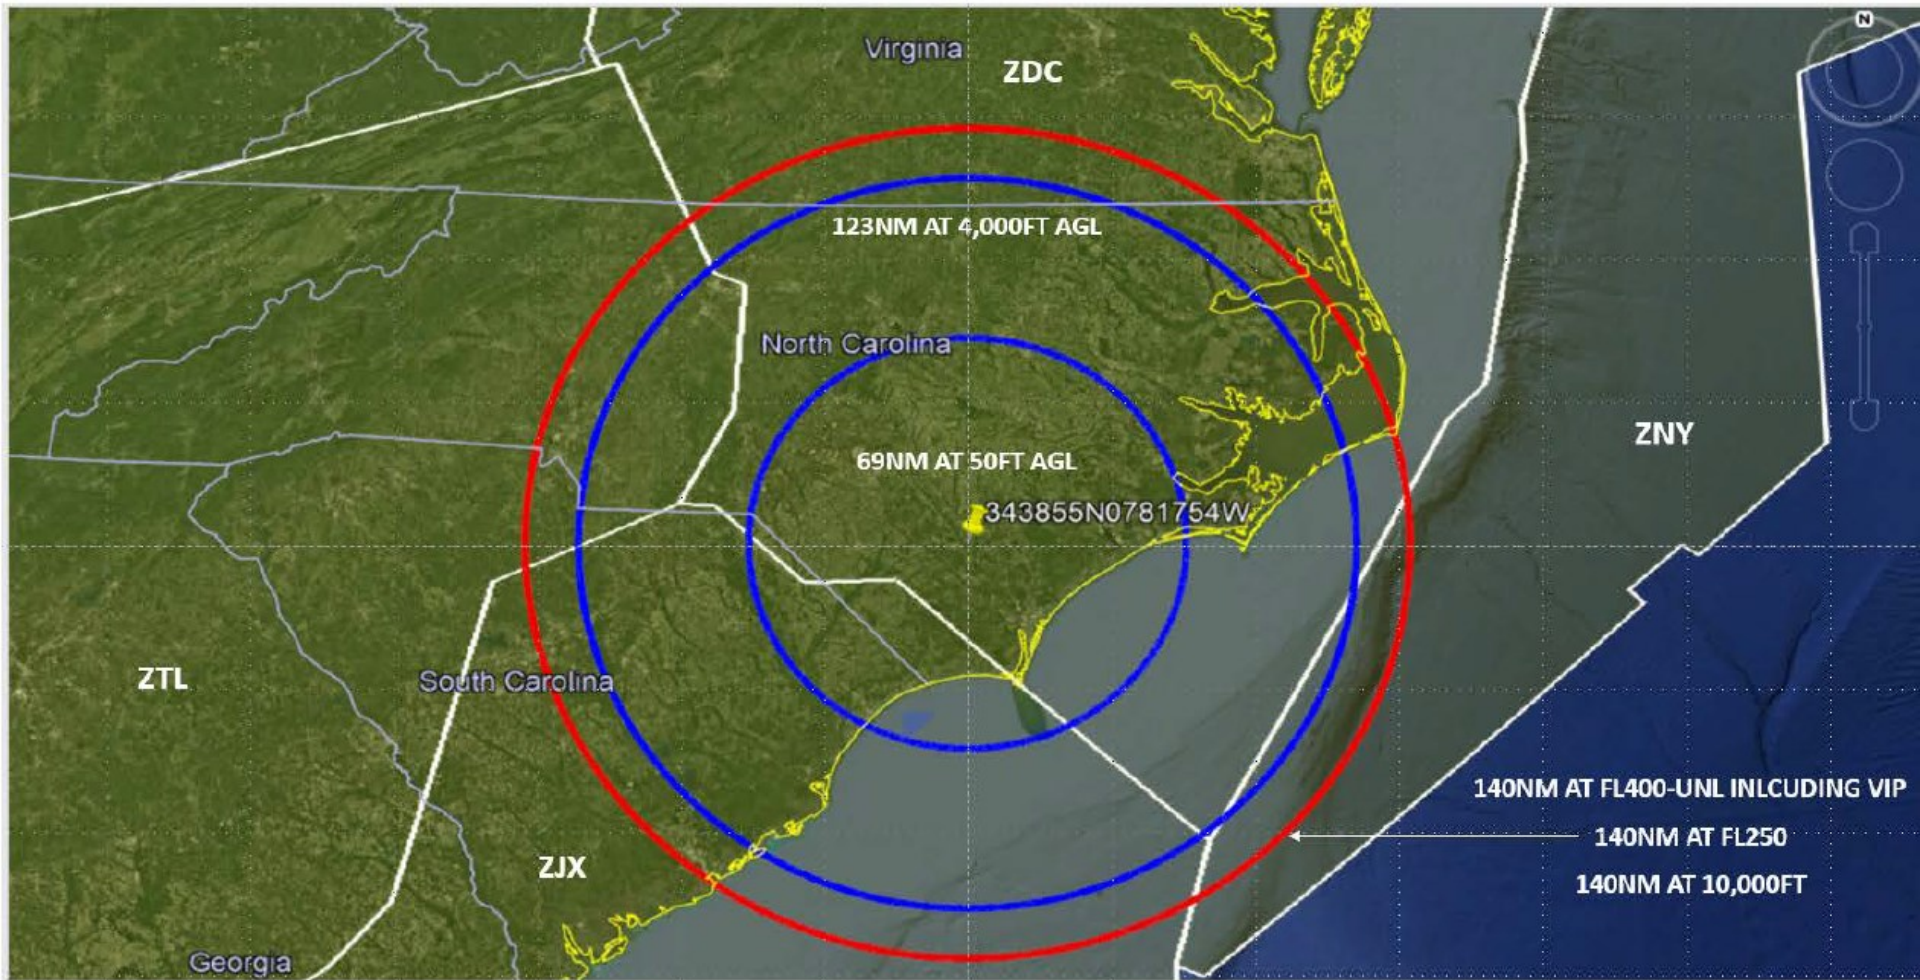 N
Virginia
ZDC
123NM AT 4,000FT AGL
North Carolina
ZNY
69NM AT 50FT AGL
343855N0781754W
ZTL
South Carolina
140NM AT FL400-UNL INLCUDING VIP
140NM AT FL250
ZJX
140NM AT 10,000FT
Georgia